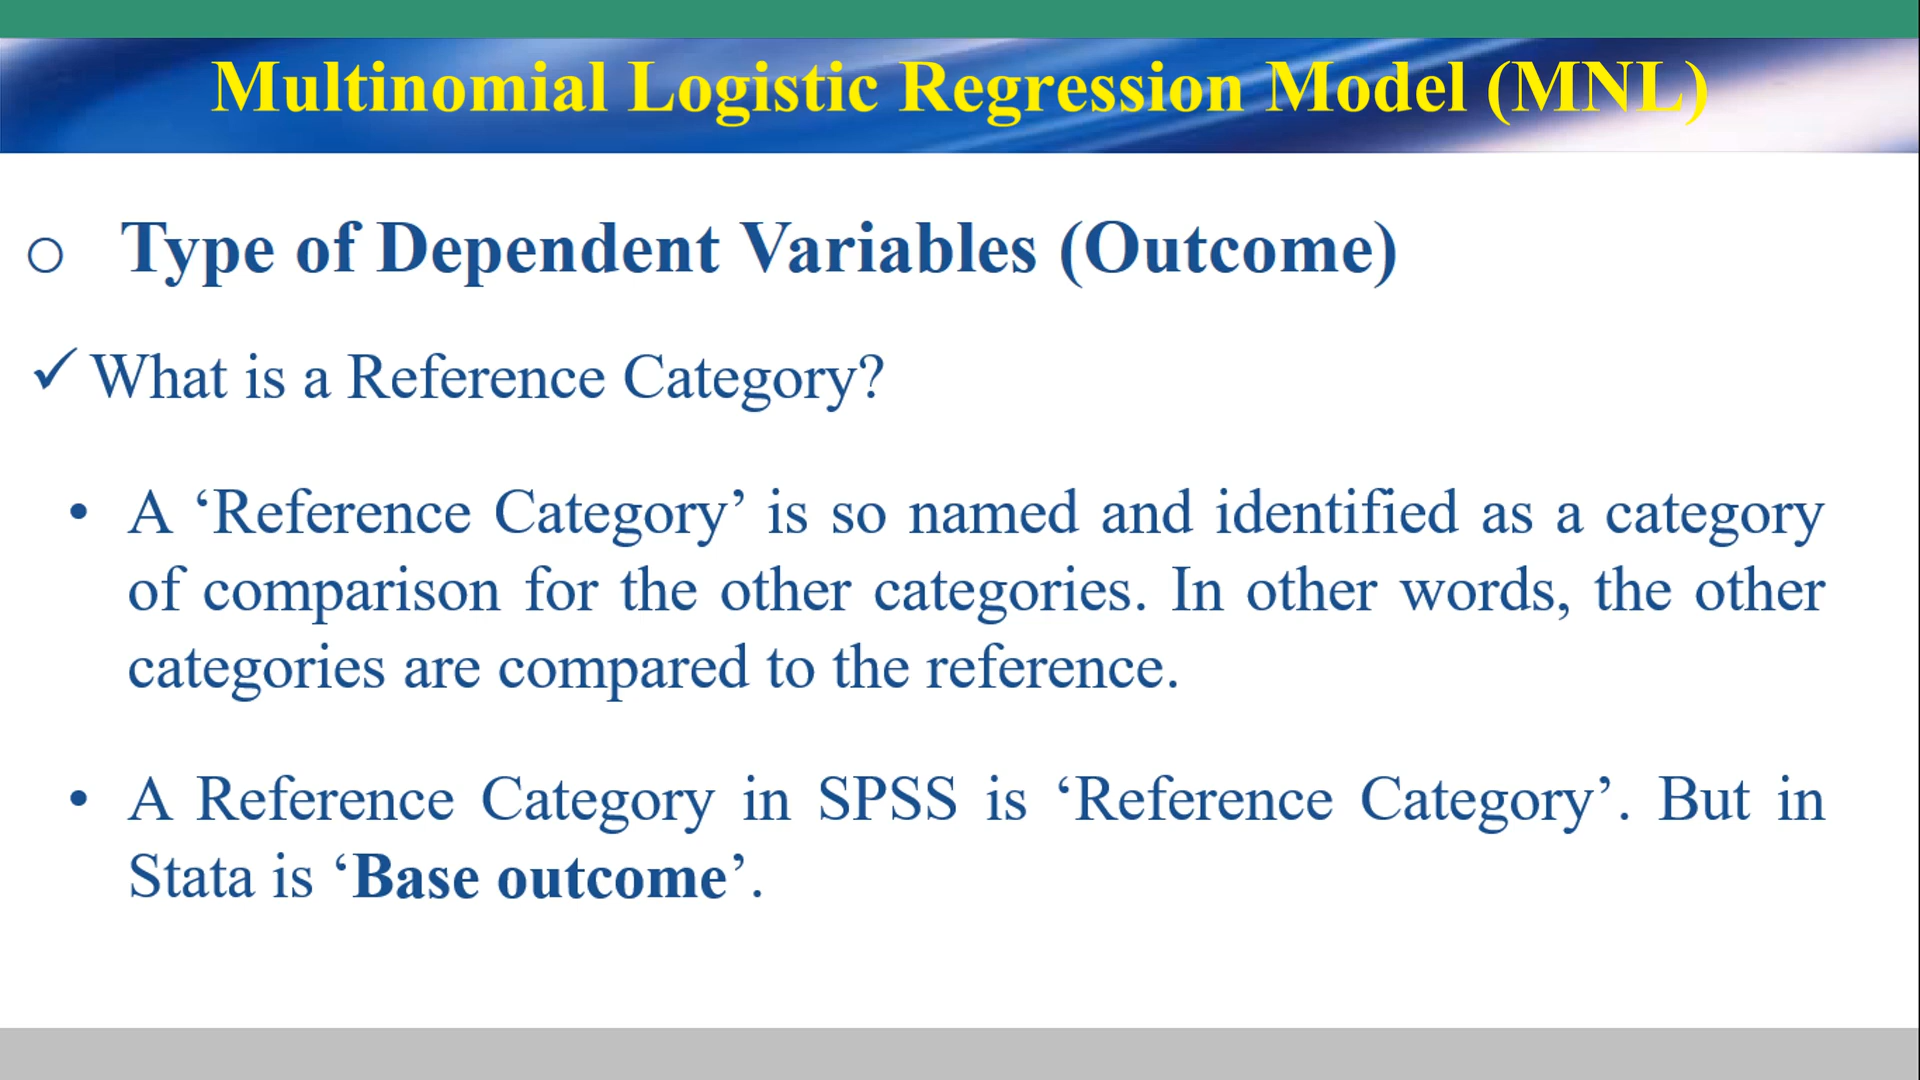 Multinomial Logistic Regression Model (MNL)
o Type of Dependent Variables (Outcome)
✓ What is a Reference Category?
• A ‘Reference Category’ is so named and identified as a category
of comparison for the other categories. In other words, the other
categories are compared to the reference.
• A Reference Category in SPSS is ‘Reference Category’. But in
Stata is ‘Base outcome’.